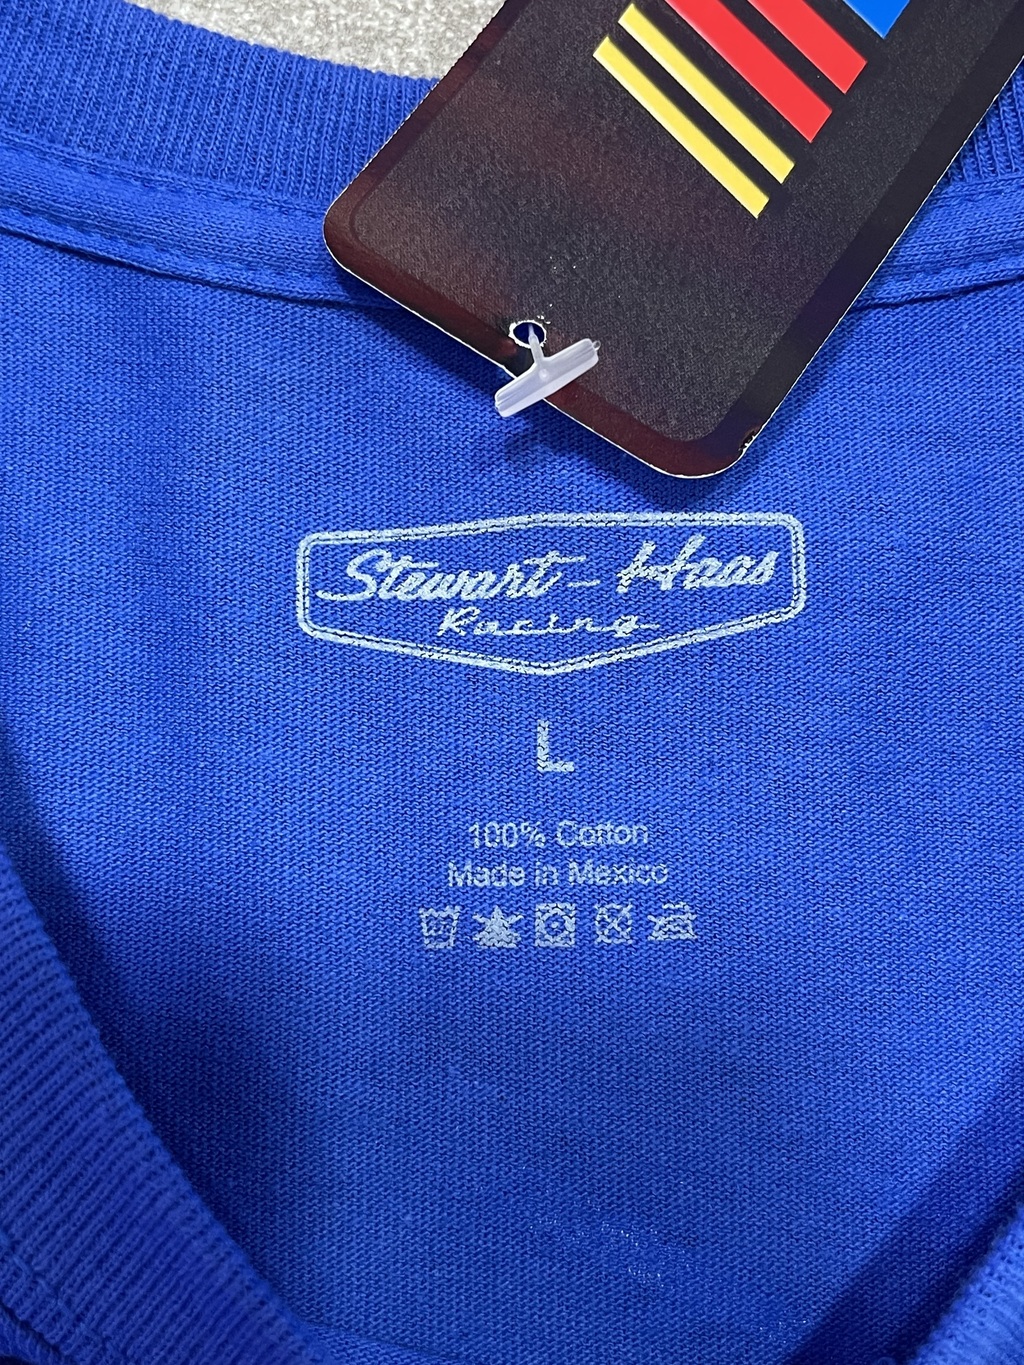 Stewart-Haas
Racing
L
100% Cotton
Made in Mexico